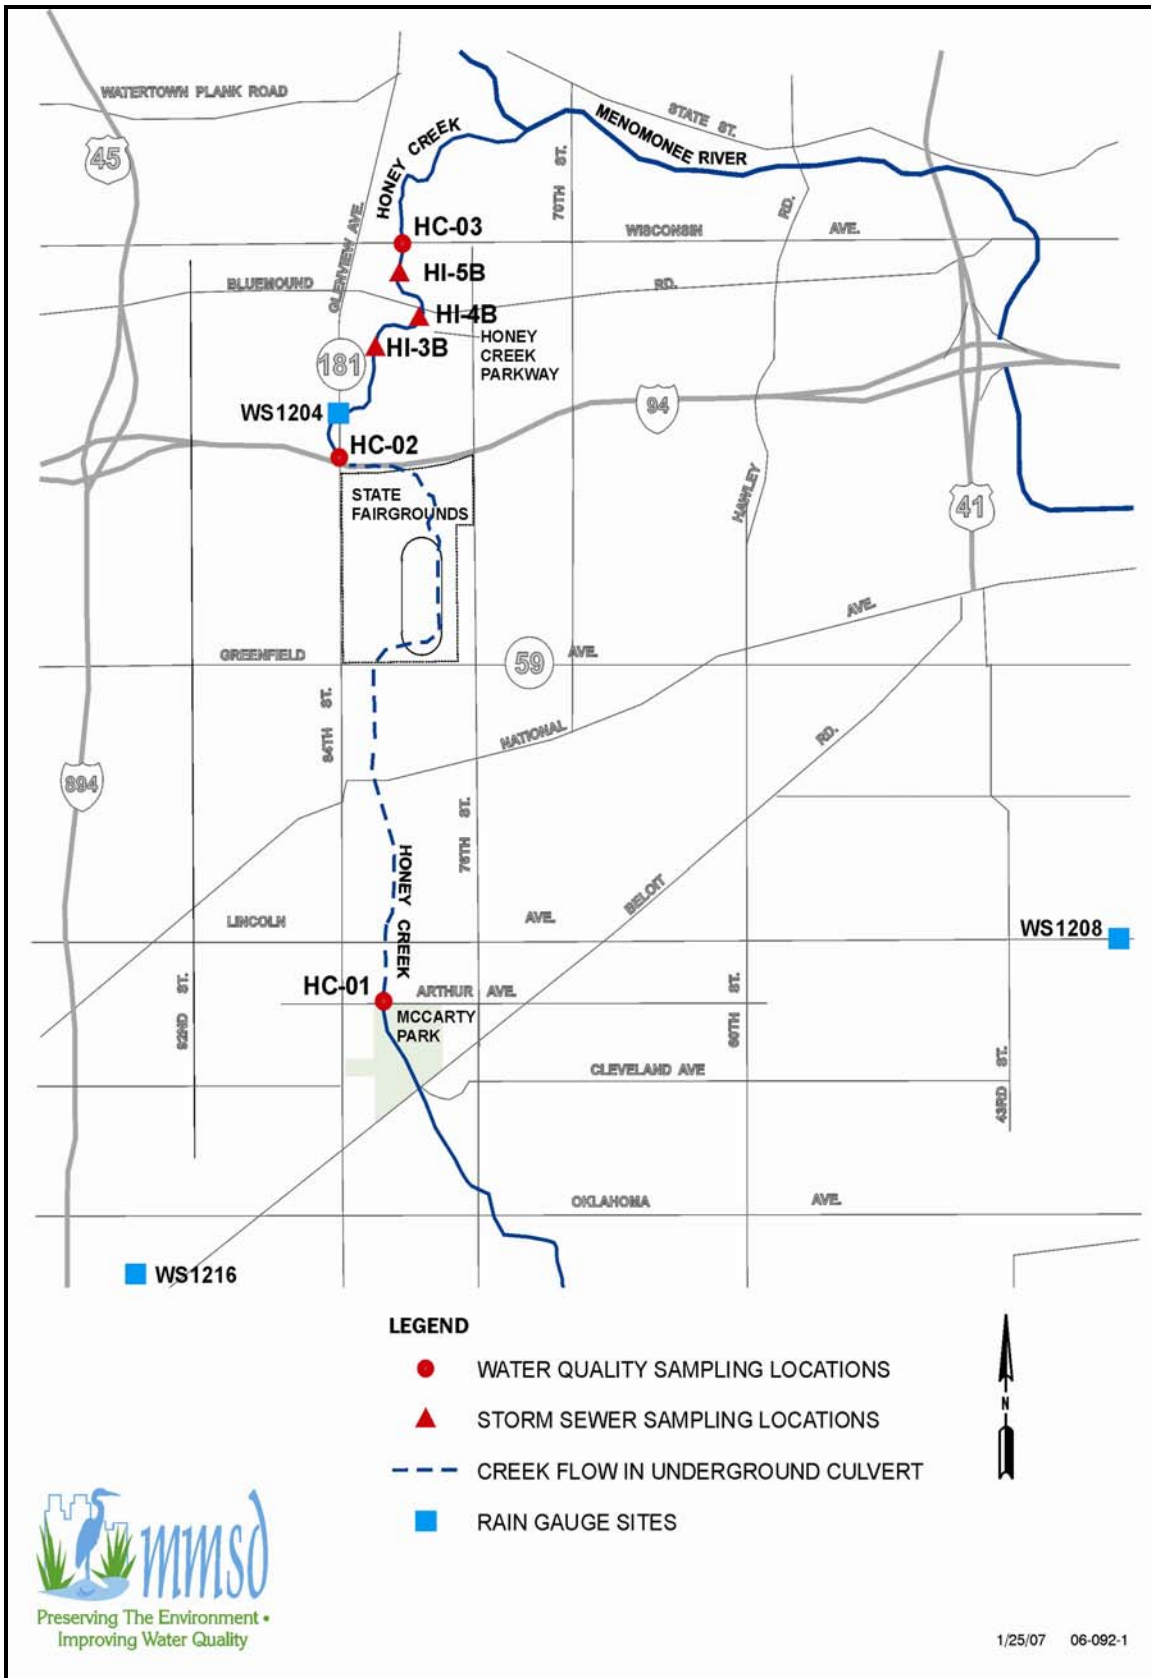 WATERTOWN PLANK ROAD
45
HONEY CREEK
STATE ST.
MENOMONEE RIVER
70TH ST.
RD.
GLENVIEW AVE.
HC-03
WISCONSIN AVE.
HI-5B
BLUEMOUND RD.
HI-4B
HONEY
CREEK
PARKWAY
HI-3B
181
WS1204
94
HC-02
STATE
FAIRGROUNDS
HAWLEY
41
AVE.
GREENFIELD AVE.
59
84TH ST.
NATIONAL
RD.
894
76TH ST.
HONEY CREEK
BELOIT
LINCOLN AVE.
WS1208
HC-01
ARTHUR AVE.
92ND ST.
60TH ST.
MCCARTY
PARK
CLEVELAND AVE
43RD ST.
OKLAHOMA AVE.
WS1216
LEGEND
WATER QUALITY SAMPLING LOCATIONS
STORM SEWER SAMPLING LOCATIONS
N
CREEK FLOW IN UNDERGROUND CULVERT
RAIN GAUGE SITES
mmsd
Preserving The Environment •
Improving Water Quality
1/25/07 06-092-1